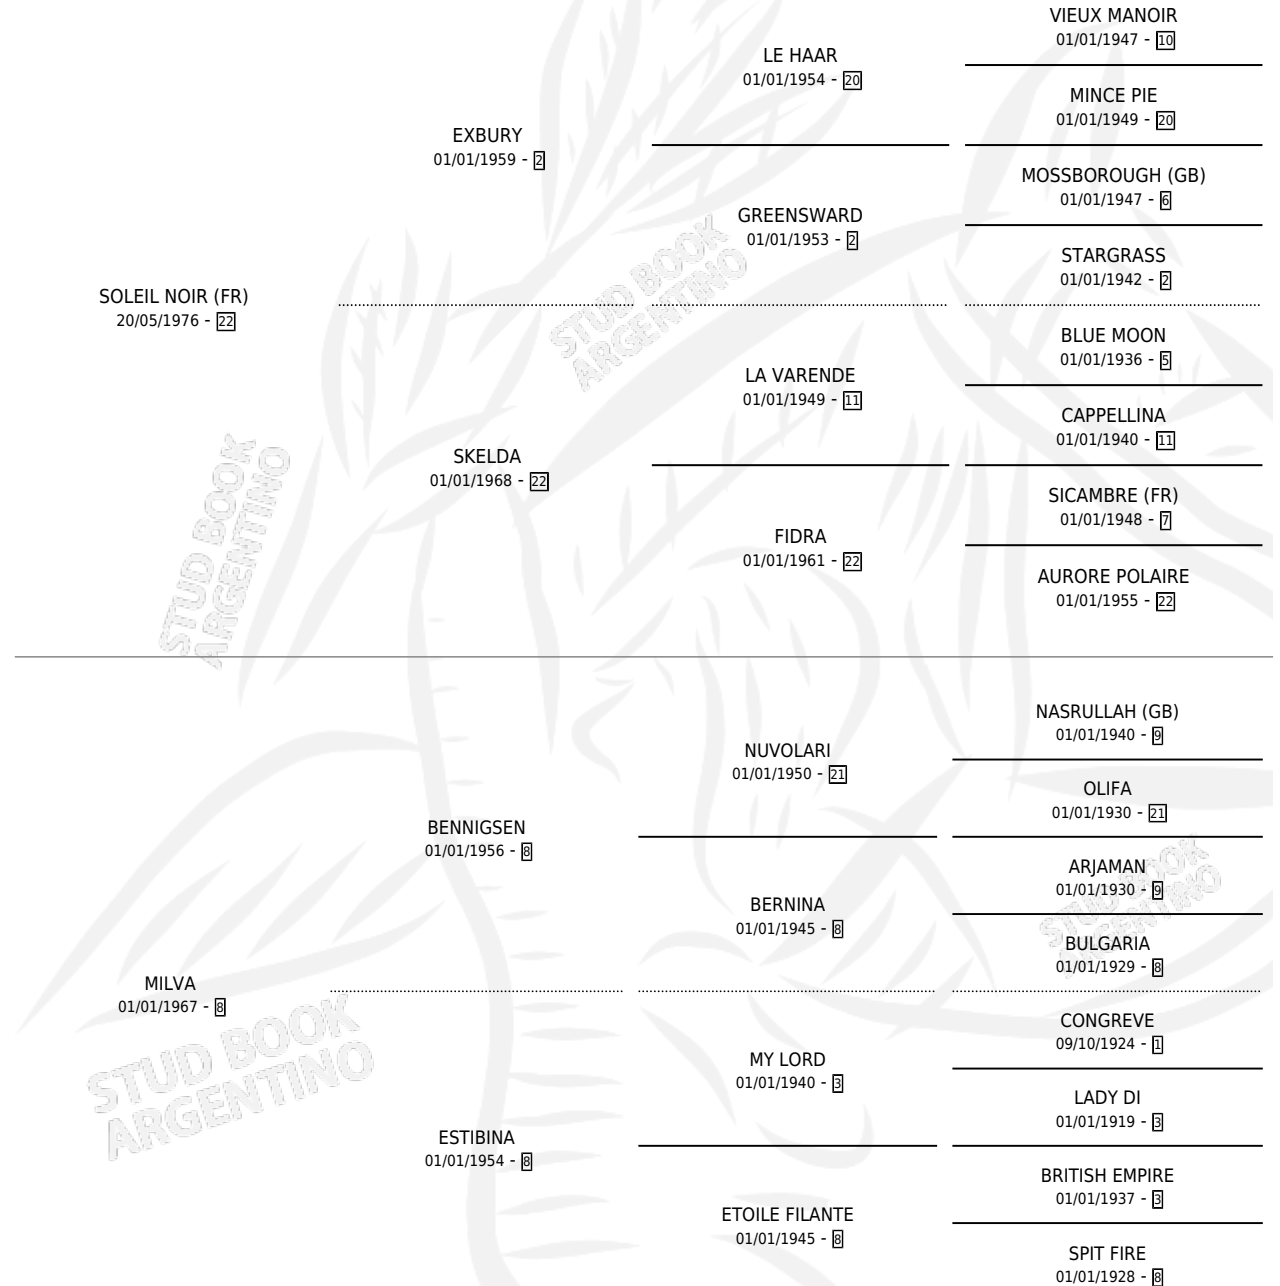 VIEUX MANOIR
01/01/1947 - 10
LE HAAR
01/01/1954 - 20
MINCE PIE
01/01/1949 - 20
EXBURY
01/01/1959 - 2
MOSSBOROUGH (GB)
01/01/1947 - 6
GREENSWARD
01/01/1953 - 2
STARGRASS
01/01/1942 - 2
SOLEIL NOIR (FR)
20/05/1976 - 22
BLUE MOON
01/01/1936 - 5
LA VARENDE
01/01/1949 - 11
CAPPELLINA
01/01/1940 - 11
SKELDA
01/01/1968 - 22
SICAMBRE (FR)
01/01/1948 - 7
FIDRA
01/01/1961 - 22
AURORE POLAIRE
01/01/1955 - 22
NASRULLAH (GB)
01/01/1940 - 9
NUVOLARI
01/01/1950 - 21
OLIFA
01/01/1930 - 21
BENNIGSEN
01/01/1956 - 8
ARJAMAN
01/01/1930 - 9
BERNINA
01/01/1945 - 8
BULGARIA
01/01/1929 - 8
MILVA
01/01/1967 - 8
CONGREVE
09/10/1924 - 1
MY LORD
01/01/1940 - 3
LADY DI
01/01/1919 - 3
ESTIBINA
01/01/1954 - 8
BRITISH EMPIRE
01/01/1937 - 3
ETOILE FILANTE
01/01/1945 - 8
SPIT FIRE
01/01/1928 - 8
STUD BOOK
ARGENTINO
STUD BOOK
ARGENTINO
STUD BOOK
ARGENTINO
STUD BOOK
ARGENTINO